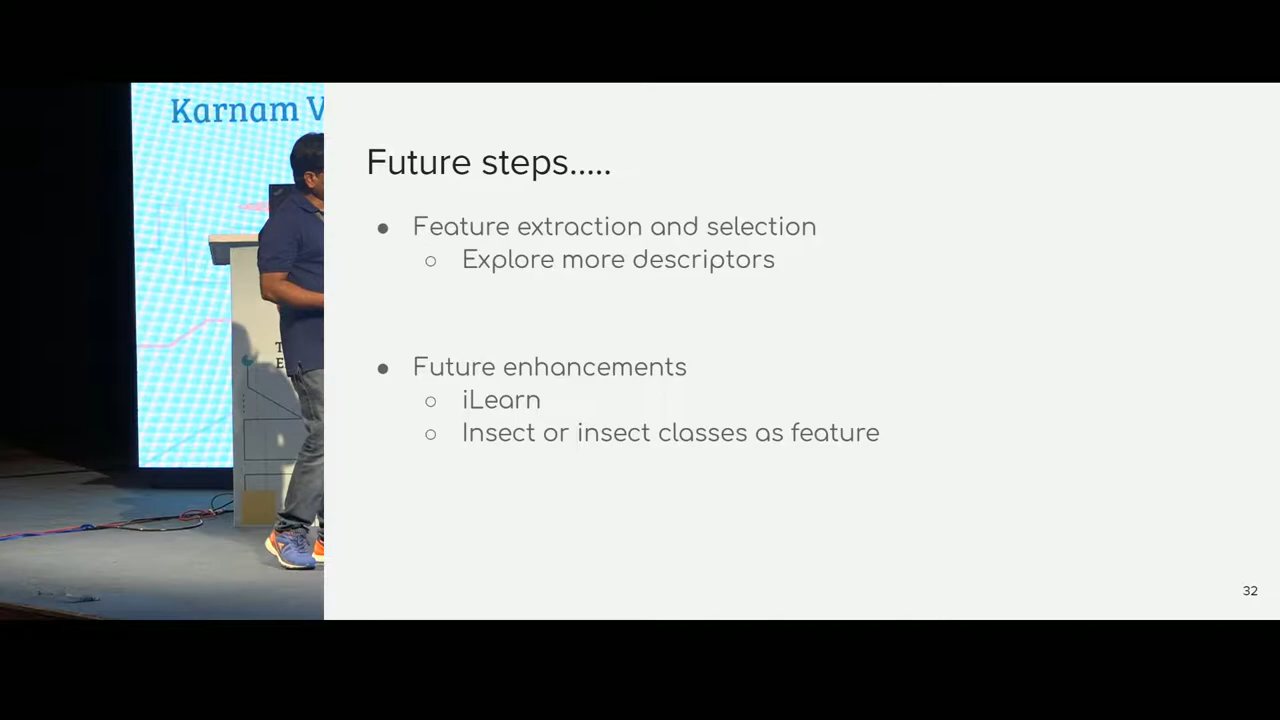 Karnam V
Future steps.....
● Feature extraction and selection
○ Explore more descriptors
● Future enhancements
○ iLearn
○ Insect or insect classes as feature
32